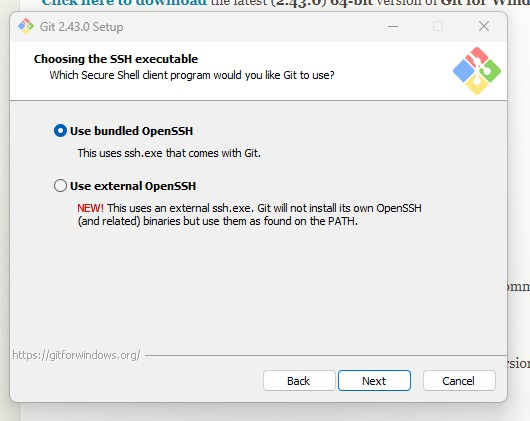 Click here to download the latest (2.43.0) 64-bit version of Git for Wind
Git 2.43.0 Setup
Choosing the SSH executable
Which Secure Shell client program would you like Git to use?
Use bundled OpenSSH
This uses ssh.exe that comes with Git.
Use external OpenSSH
NEW! This uses an external ssh.exe. Git will not install its own OpenSSH
(and related) binaries but use them as found on the PATH.
omm
https://gitforwindows.org/
rsion
Back
Next
Cancel